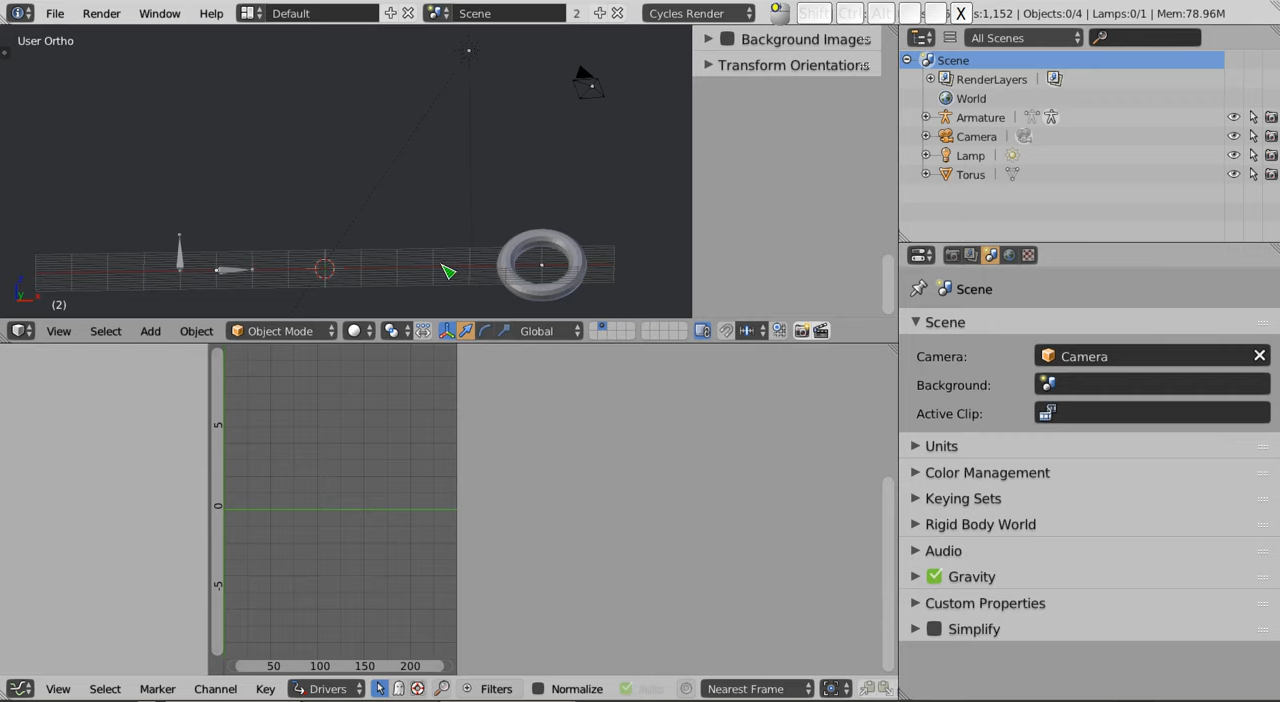 File Render Window Help Default Scene 2 Cycles Render Shift Ctrl Alt X s:1,152 | Objects:0/4 | Lamps:0/1 | Mem:78.96M
User Ortho
Background Images
Transform Orientations
All Scenes
Scene
RenderLayers
World
Armature
Camera
Lamp
Torus
y x
(2)
View Select Add Object Object Mode Global
Scene
Scene
Camera: Camera
Background:
Active Clip:
Units
Color Management
Keying Sets
Rigid Body World
Audio
Gravity
Custom Properties
Simplify
5
0
-5
50 100 150 200
View Select Marker Channel Key Drivers Filters Normalize Auto Nearest Frame